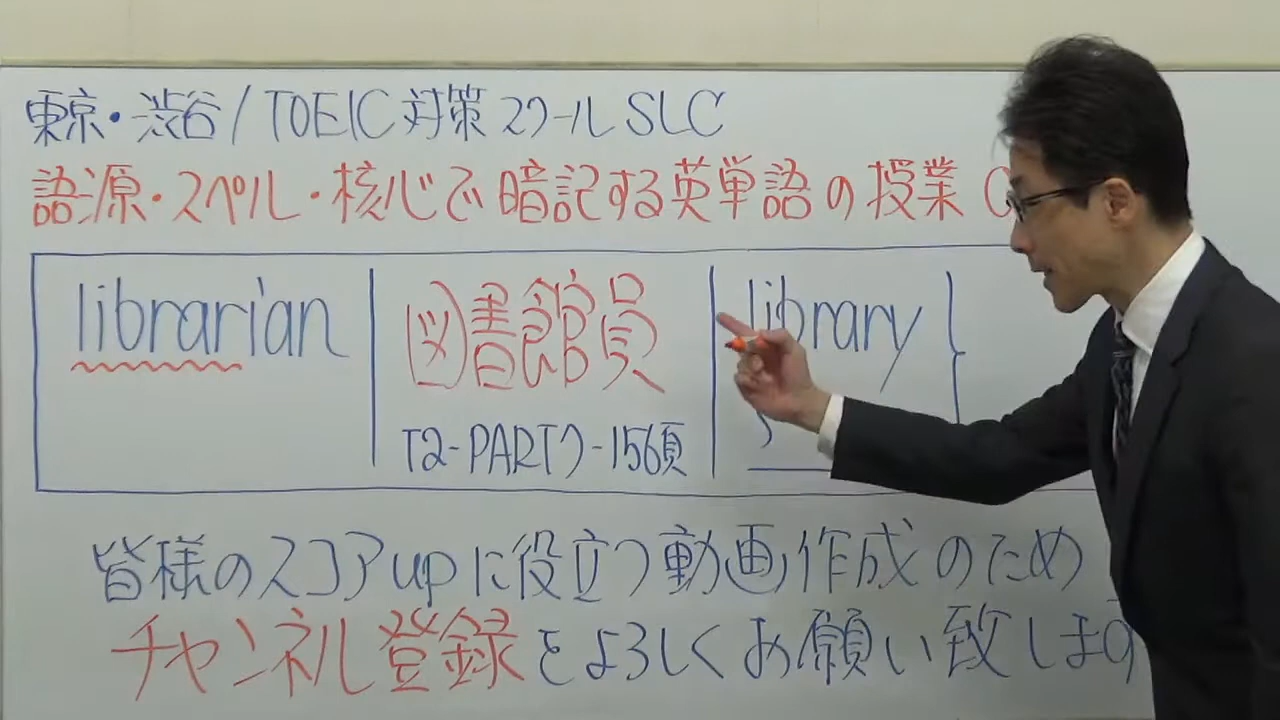 東京・渋谷/TOEIC対策スクールSLC
語源・スペル・核心で暗記する英単語の授業
librarian
図書館員
T2-PART7-156頁
library
皆様のスコアupに役立つ動画作成のため
チャンネル登録をよろしくお願い致します